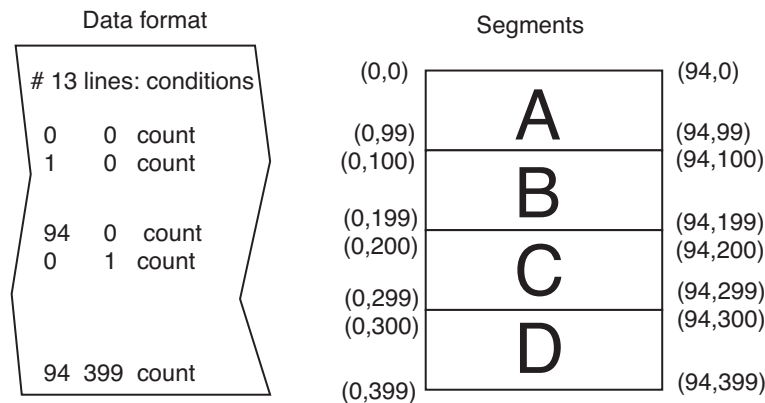 Data format
# 13 lines: conditions
0 0 count
1 0 count
94 0 count
0 1 count
94 399 count
Segments
(0,0) (94,0)
A
(0,99) (94,99)
(0,100) (94,100)
B
(0,199) (94,199)
(0,200) (94,200)
C
(0,299) (94,299)
(0,300) (94,300)
D
(0,399) (94,399)